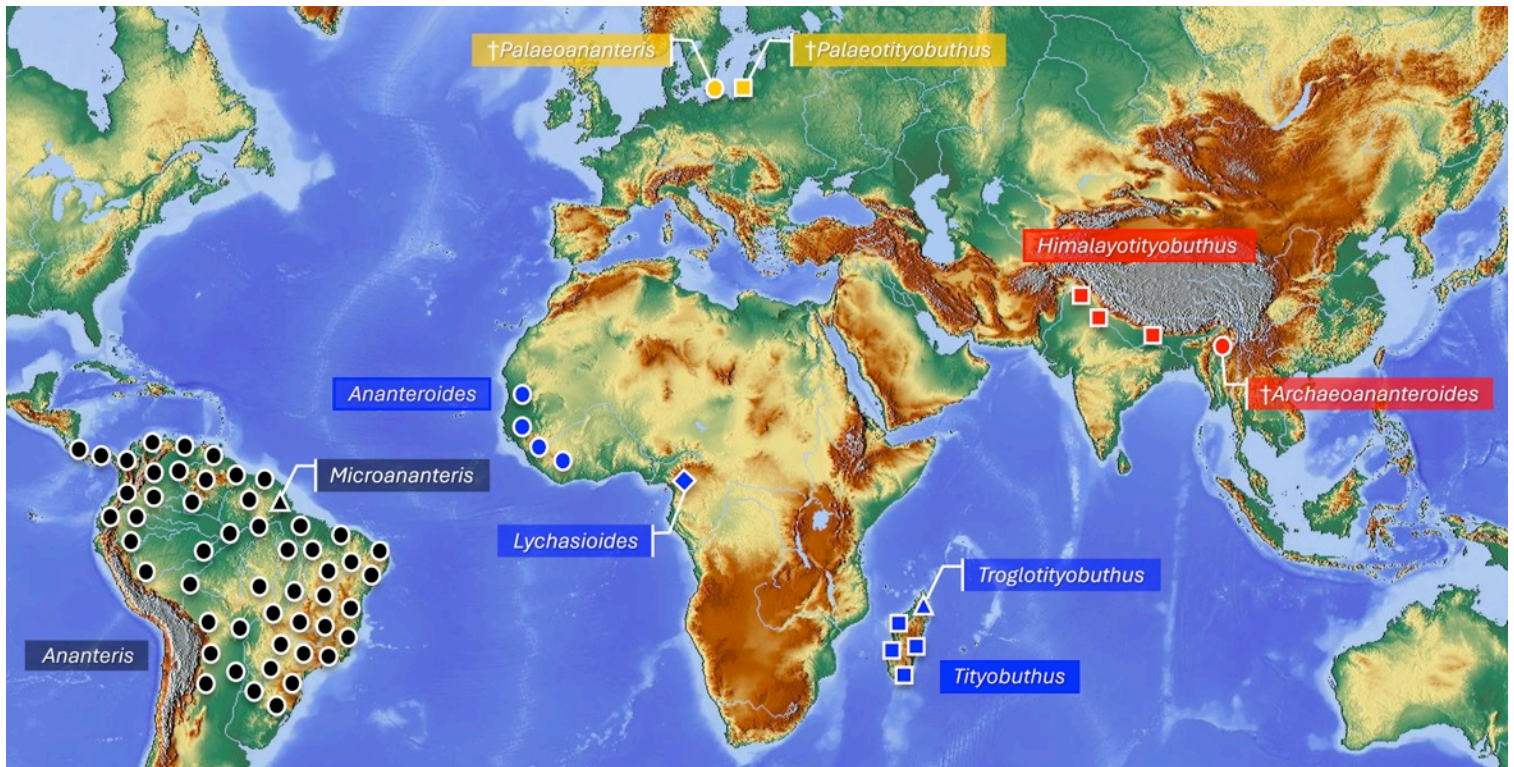 †Palaeoananteris
†Palaeotityobuthus
Himalayotityobuthus
Ananteroides
†Archaeoananteroides
Microananteris
Lychasioides
Troglotityobuthus
Ananteris
Tityobuthus